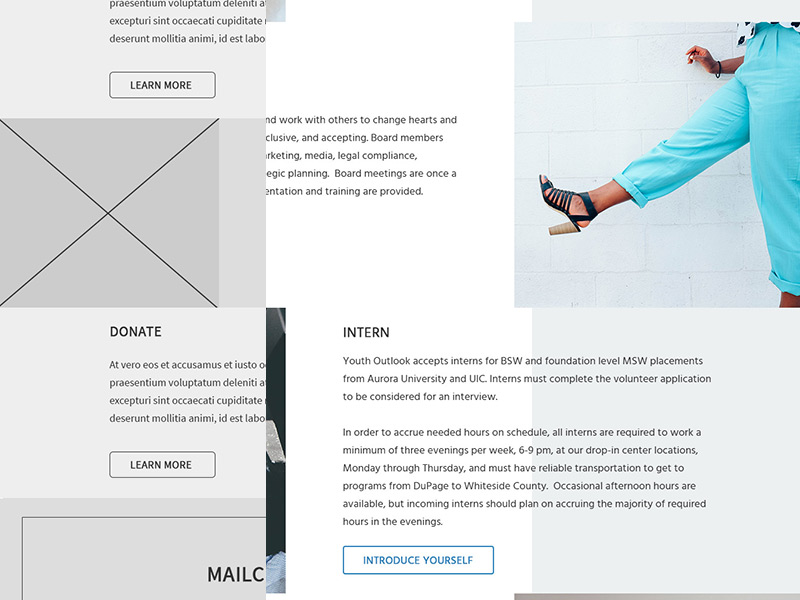 praesentium voluptatum deleniti at
excepturi sint occaecati cupiditate
deserunt mollitia animi, id est labo
LEARN MORE
and work with others to change hearts and
clusive, and accepting. Board members
rketing, media, legal compliance,
egic planning. Board meetings are once a
entation and training are provided.
DONATE
At vero eos et accusamus et iusto o
praesentium voluptatum deleniti at
excepturi sint occaecati cupiditate
deserunt mollitia animi, id est labo
LEARN MORE
MAILC
INTERN
Youth Outlook accepts interns for BSW and foundation level MSW placements
from Aurora University and UIC. Interns must complete the volunteer application
to be considered for an interview.
In order to accrue needed hours on schedule, all interns are required to work a
minimum of three evenings per week, 6-9 pm, at our drop-in center locations,
Monday through Thursday, and must have reliable transportation to get to
programs from DuPage to Whiteside County. Occasional afternoon hours are
available, but incoming interns should plan on accruing the majority of required
hours in the evenings.
INTRODUCE YOURSELF